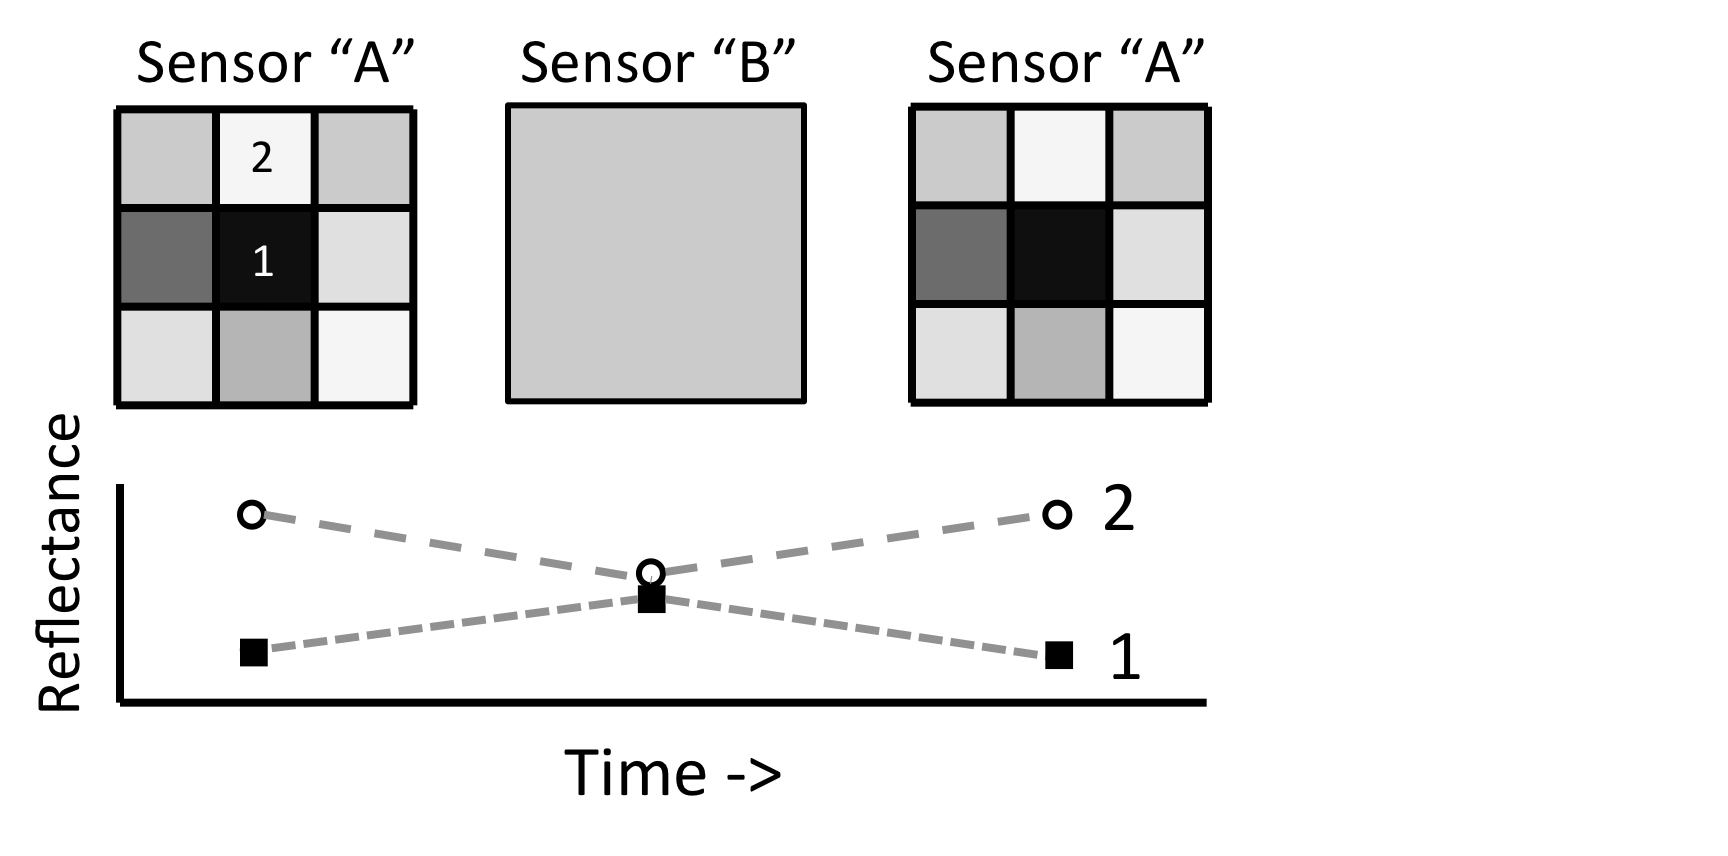 Sensor “A”
Sensor “B”
Sensor “A”
2
1
Reflectance
2
1
Time ->